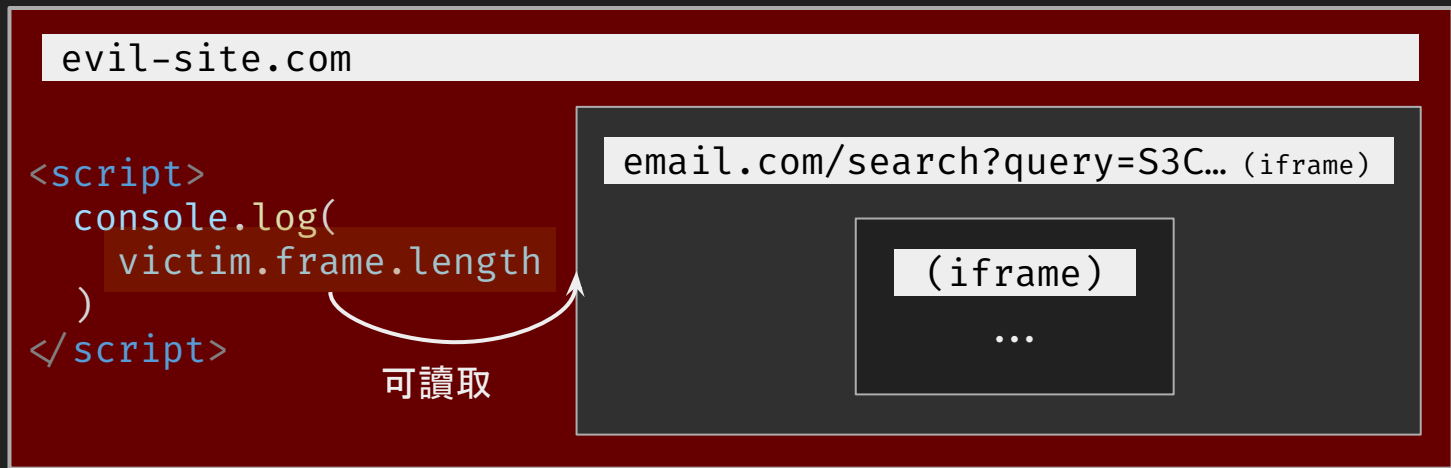 evil-site.com
<script>
console.log(
victim.frame.length
)
</script>
可讀取
email.com/search?query=S3C… (iframe)
(iframe)
…